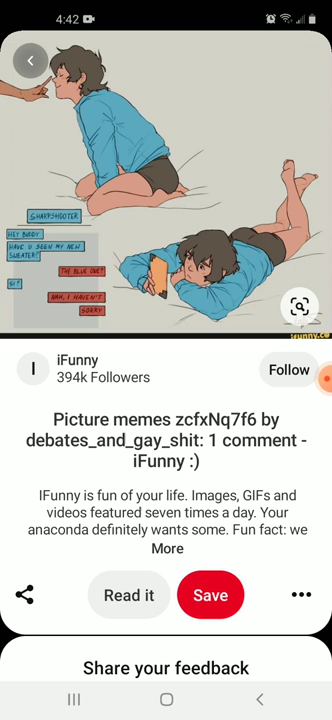 4:42
SHARPSHOOTER
HEY BUDDY
HAVE U SEEN MY NEW
SWEATER?
THE BLUE ONE?
SI?
NAH, I HAVEN'T
SORRY
ifunny.co
I
iFunny
394k Followers
Follow
Picture memes zcfxNq7f6 by
debates_and_gay_shit: 1 comment -
iFunny :)
IFunny is fun of your life. Images, GIFs and
videos featured seven times a day. Your
anaconda definitely wants some. Fun fact: we
More
Read it
Save
Share your feedback